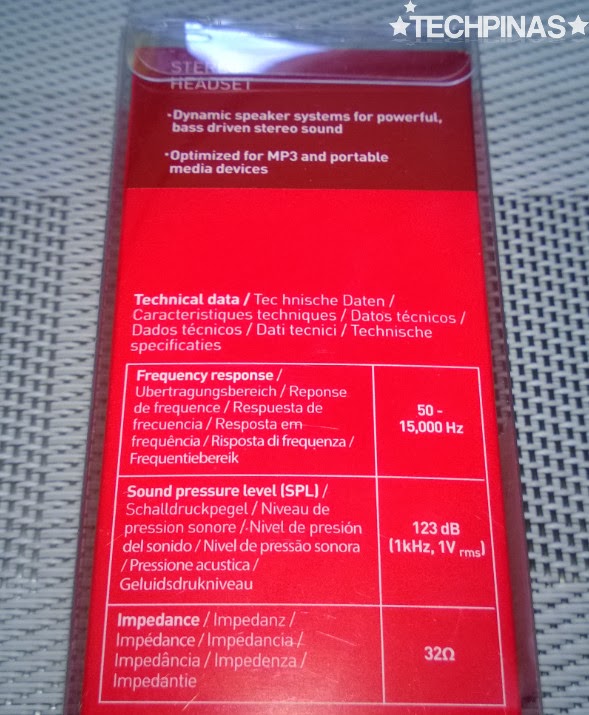 ★TECHPINAS★
STEREO
HEADSET
•Dynamic speaker systems for powerful,
bass driven stereo sound
•Optimized for MP3 and portable
media devices
Technical data / Tec hnische Daten /
Caracteristiques techniques / Datos técnicos /
Dados técnicos / Dati tecnici / Technische
specificaties
Frequency response /
Ubertragungsbereich / Reponse
de frequence / Respuesta de
frecuencia / Resposta em
frequência / Risposta di frequenza /
Frequentiebereik
50 -
15,000 Hz
Sound pressure level (SPL) /
Schalldruckpegel / Niveau de
pression sonore / Nivel de presión
del sonido / Nivel de pressão sonora
/ Pressione acustica /
Geluidsdrukniveau
123 dB
(1kHz, 1V rms)
Impedance / Impedanz /
Impédance / Impedancia /
Impedância / Impedenza /
Impedantie
32Ω